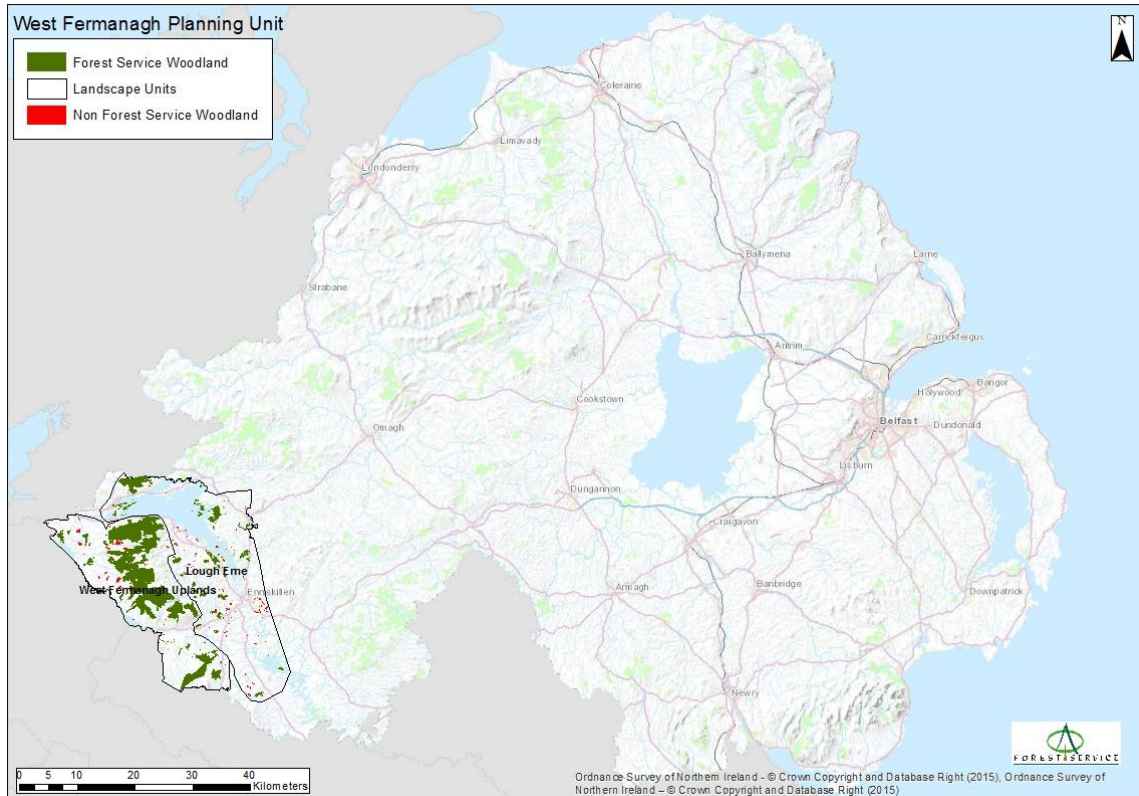 West Fermanagh Planning Unit
Forest Service Woodland
Landscape Units
Non Forest Service Woodland
N
Coleraine
Limavady
Londonderry
Ballymena
Larne
Strabane
Carrickfergus
Antrim
Bangor
Holywood
Cookstown
Belfast
Dundonald
Omagh
Lisburn
Dungannon
Craigavon
Lough Erne
West Fermanagh Uplands
Enniskillen
Armagh
Banbridge
Downpatrick
Newry
FOREST SERVICE
0 5 10 20 30 40
Kilometers
Ordnance Survey of Northern Ireland - © Crown Copyright and Database Right (2015), Ordnance Survey of
Northern Ireland – © Crown Copyright and Database Right (2015)